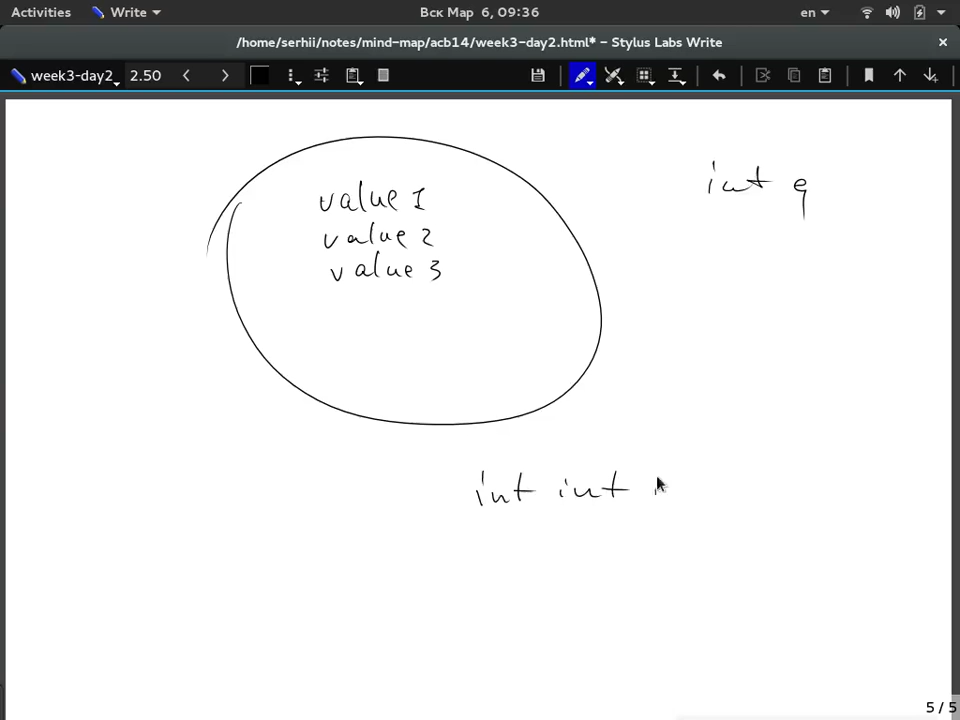 Activities Write Вск Мар 6, 09:36 en
/home/serhii/notes/mind-map/acb14/week3-day2.html* – Stylus Labs Write
week3-day2 2.50
value 1
int q
value 2
value 3
int int
5 / 5